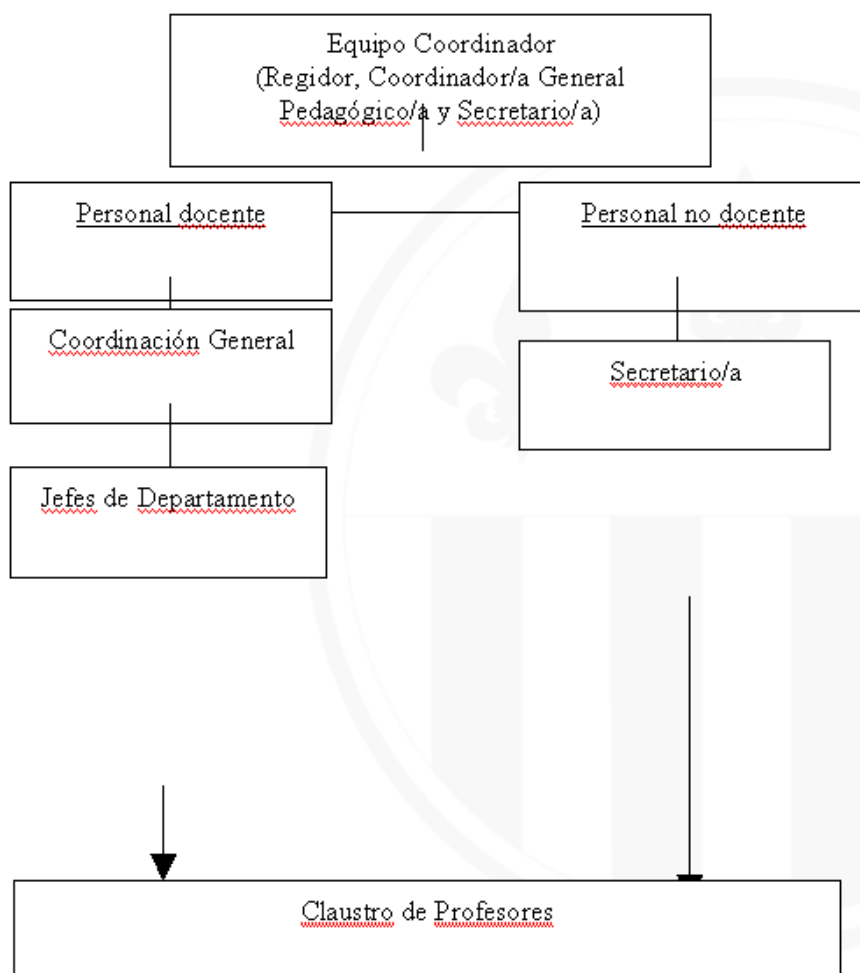 Equipo Coordinador
(Regidor, Coordinador/a General
Pedagógico/a y Secretario/a)
Personal docente
Personal no docente
Coordinación General
Secretario/a
Jefes de Departamento
Claustro de Profesores